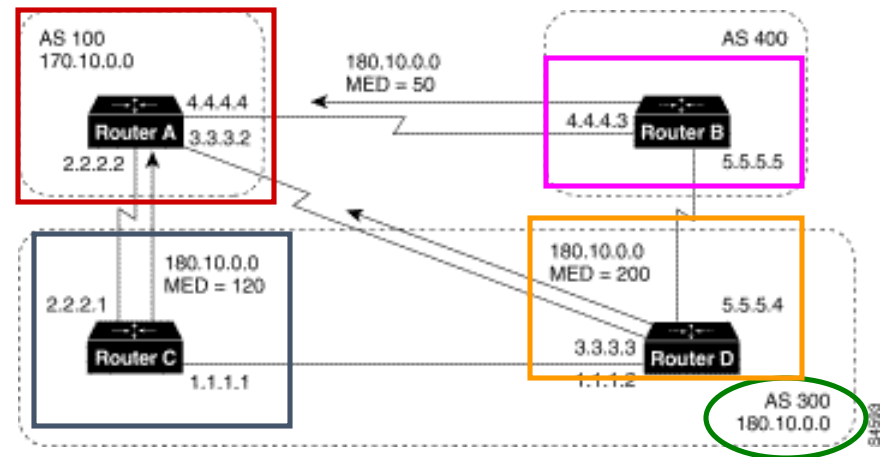 AS 100
170.10.0.0
AS 400
180.10.0.0
MED = 50
4.4.4.4
Router A
3.3.3.2
2.2.2.2
4.4.4.3
Router B
5.5.5.5
180.10.0.0
MED = 120
180.10.0.0
MED = 200
2.2.2.1
5.5.5.4
Router C
1.1.1.1
3.3.3.3
Router D
1.1.1.2
AS 300
180.10.0.0